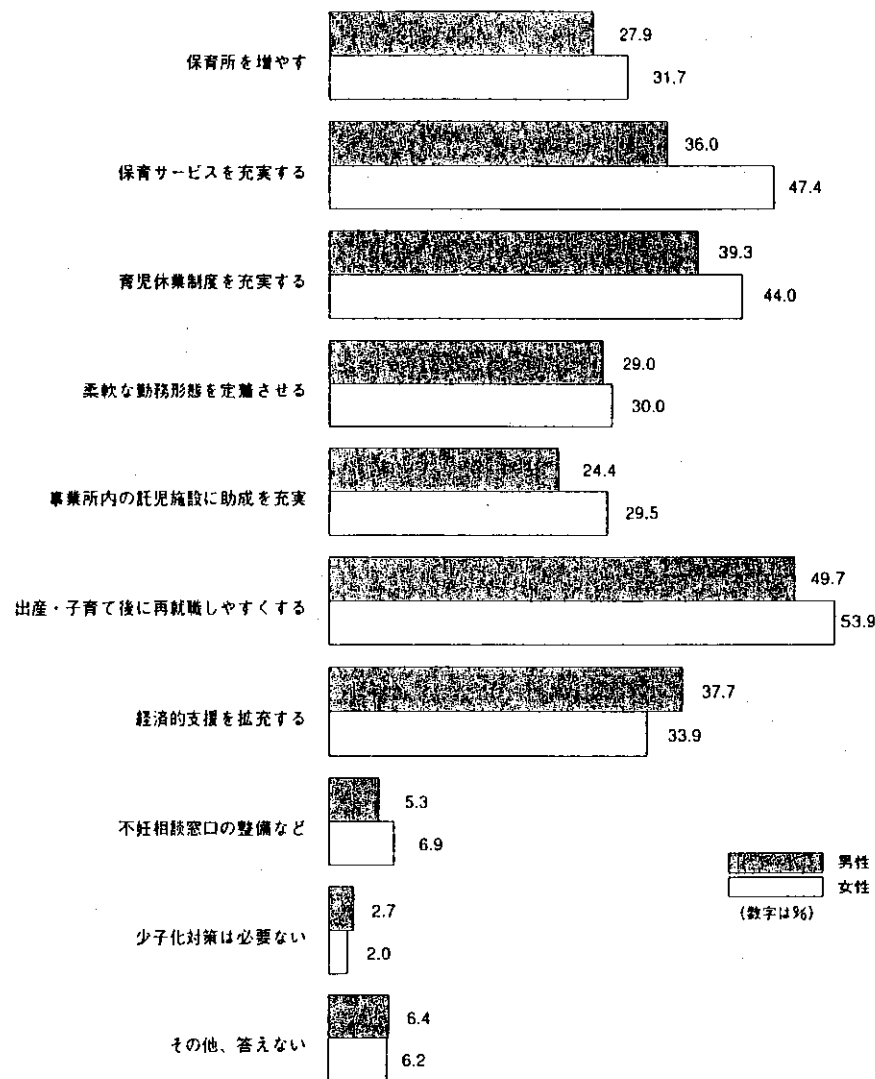 保育所を増やす
27.9
31.7
保育サービスを充実する
36.0
47.4
育児休業制度を充実する
39.3
44.0
柔軟な勤務形態を定着させる
29.0
30.0
事業所内の託児施設に助成を充実
24.4
29.5
出産・子育て後に再就職しやすくする
49.7
53.9
経済的支援を拡充する
37.7
33.9
不妊相談窓口の整備など
5.3
6.9
少子化対策は必要ない
2.7
2.0
その他、答えない
6.4
6.2
男性
女性
(数字は%)